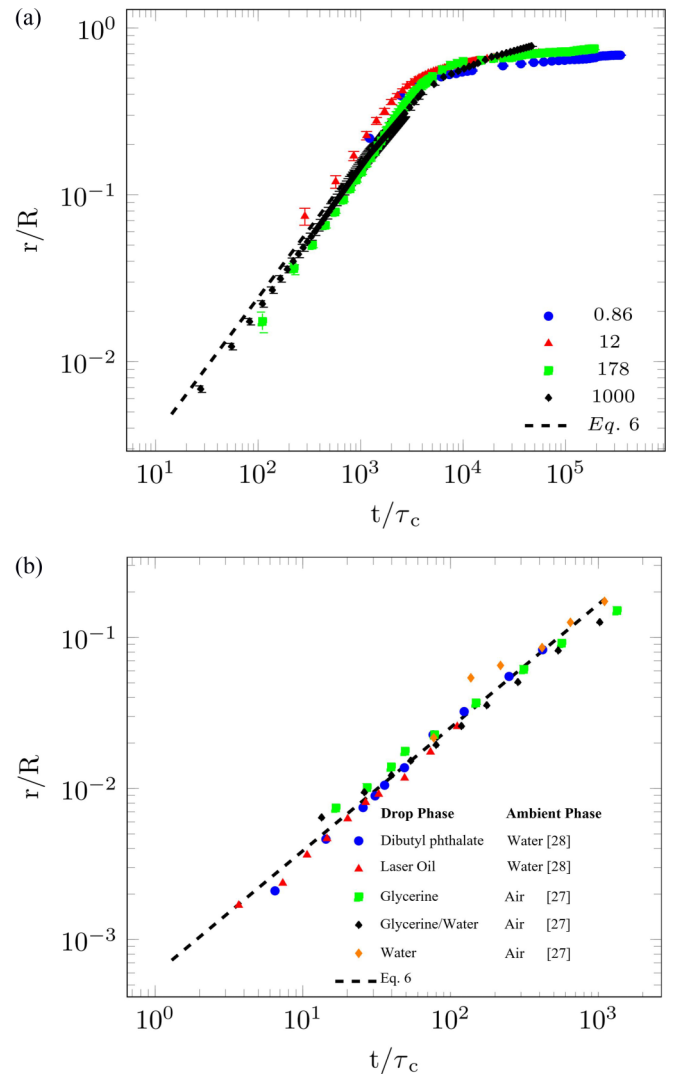 (a)
10^0
10^{-1}
10^{-2}
r/R
0.86
12
178
1000
Eq. 6
10^1 10^2 10^3 10^4 10^5
t/τ_c
(b)
10^{-1}
10^{-2}
10^{-3}
r/R
Drop Phase Ambient Phase
Dibutyl phthalate Water [28]
Laser Oil Water [28]
Glycerine Air [27]
Glycerine/Water Air [27]
Water Air [27]
Eq. 6
10^0 10^1 10^2 10^3
t/τ_c